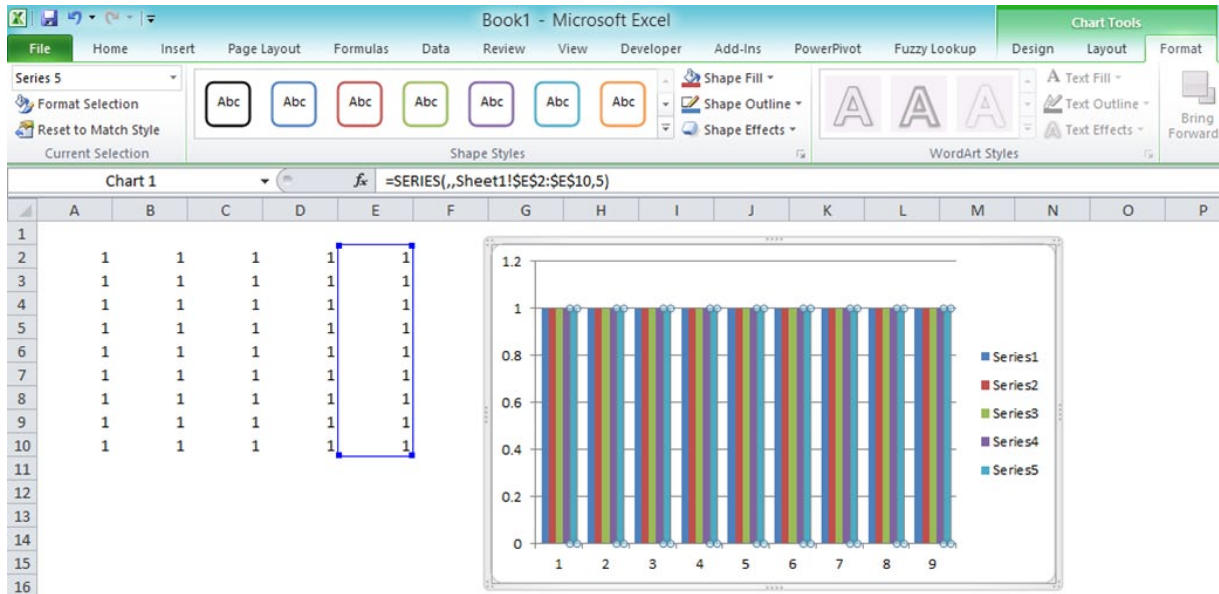 Book1 - Microsoft Excel
Chart Tools
File Home Insert Page Layout Formulas Data Review View Developer Add-Ins PowerPivot Fuzzy Lookup Design Layout Format
Series 5
Format Selection
Reset to Match Style
Current Selection
Abc Abc Abc Abc Abc Abc Abc
Shape Fill
Shape Outline
Shape Effects
Shape Styles
A A A
WordArt Styles
A Text Fill
Text Outline
A Text Effects
Bring
Forward
Chart 1 fx =SERIES(,,Sheet1!$E$2:$E$10,5)
A B C D E F G H I J K L M N O P
1
2 1 1 1 1 1
3 1 1 1 1 1
4 1 1 1 1 1
5 1 1 1 1 1
6 1 1 1 1 1
7 1 1 1 1 1
8 1 1 1 1 1
9 1 1 1 1 1
10 1 1 1 1 1
11
12
13
14
15
16
1.2
1
0.8
0.6
0.4
0.2
0
1 2 3 4 5 6 7 8 9
Series1
Series2
Series3
Series4
Series5